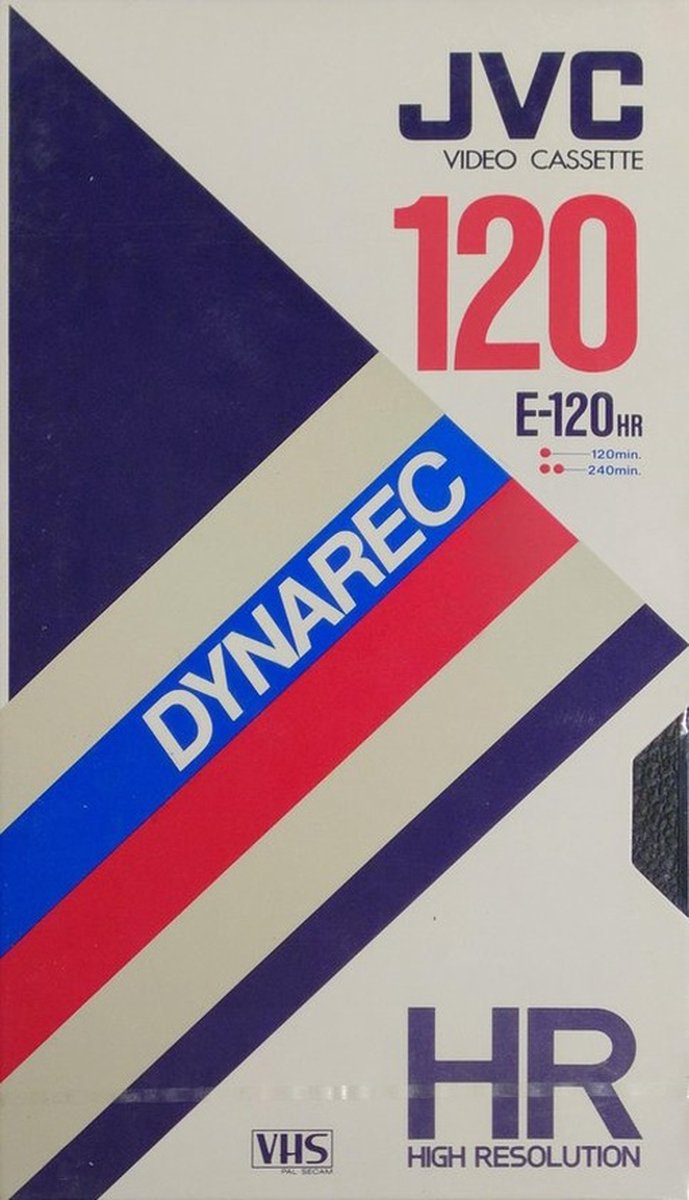 JVC
VIDEO CASSETTE
120
E-120HR
120min.
240min.
DYNAREC
HR
HIGH RESOLUTION
VHS
PAL SECAM